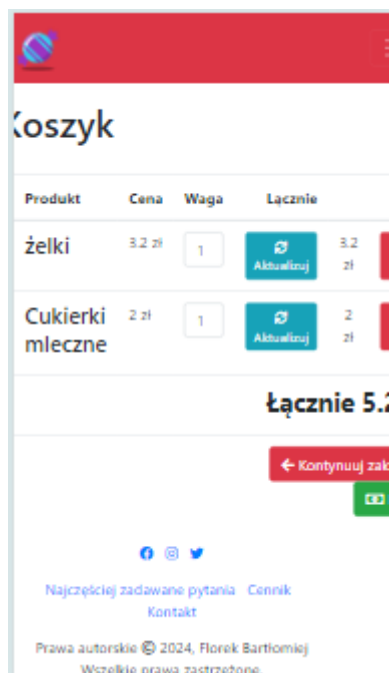 Koszyk
Produkt Cena Waga Łącznie
żelki 3.2 zł 1 Aktualizuj 3.2 zł
Cukierki mleczne 2 zł 1 Aktualizuj 2 zł
Łącznie 5.2
← Kontynuuj zak
Najczęściej zadawane pytania Cennik
Kontakt
Prawa autorskie © 2024, Florek Bartłomiej
Wszelkie prawa zastrzeżone